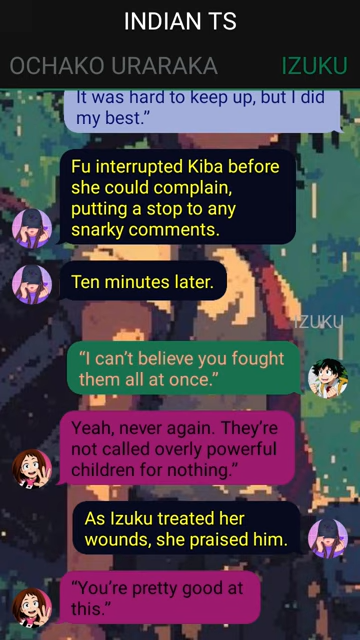 INDIAN TS
OCHAKO URARAKA IZUKU
It was hard to keep up, but I did
my best.”
Fu interrupted Kiba before
she could complain,
putting a stop to any
snarky comments.
Ten minutes later.
IZUKU
“I can’t believe you fought
them all at once.”
Yeah, never again. They’re
not called overly powerful
children for nothing.”
As Izuku treated her
wounds, she praised him.
“You’re pretty good at
this.”